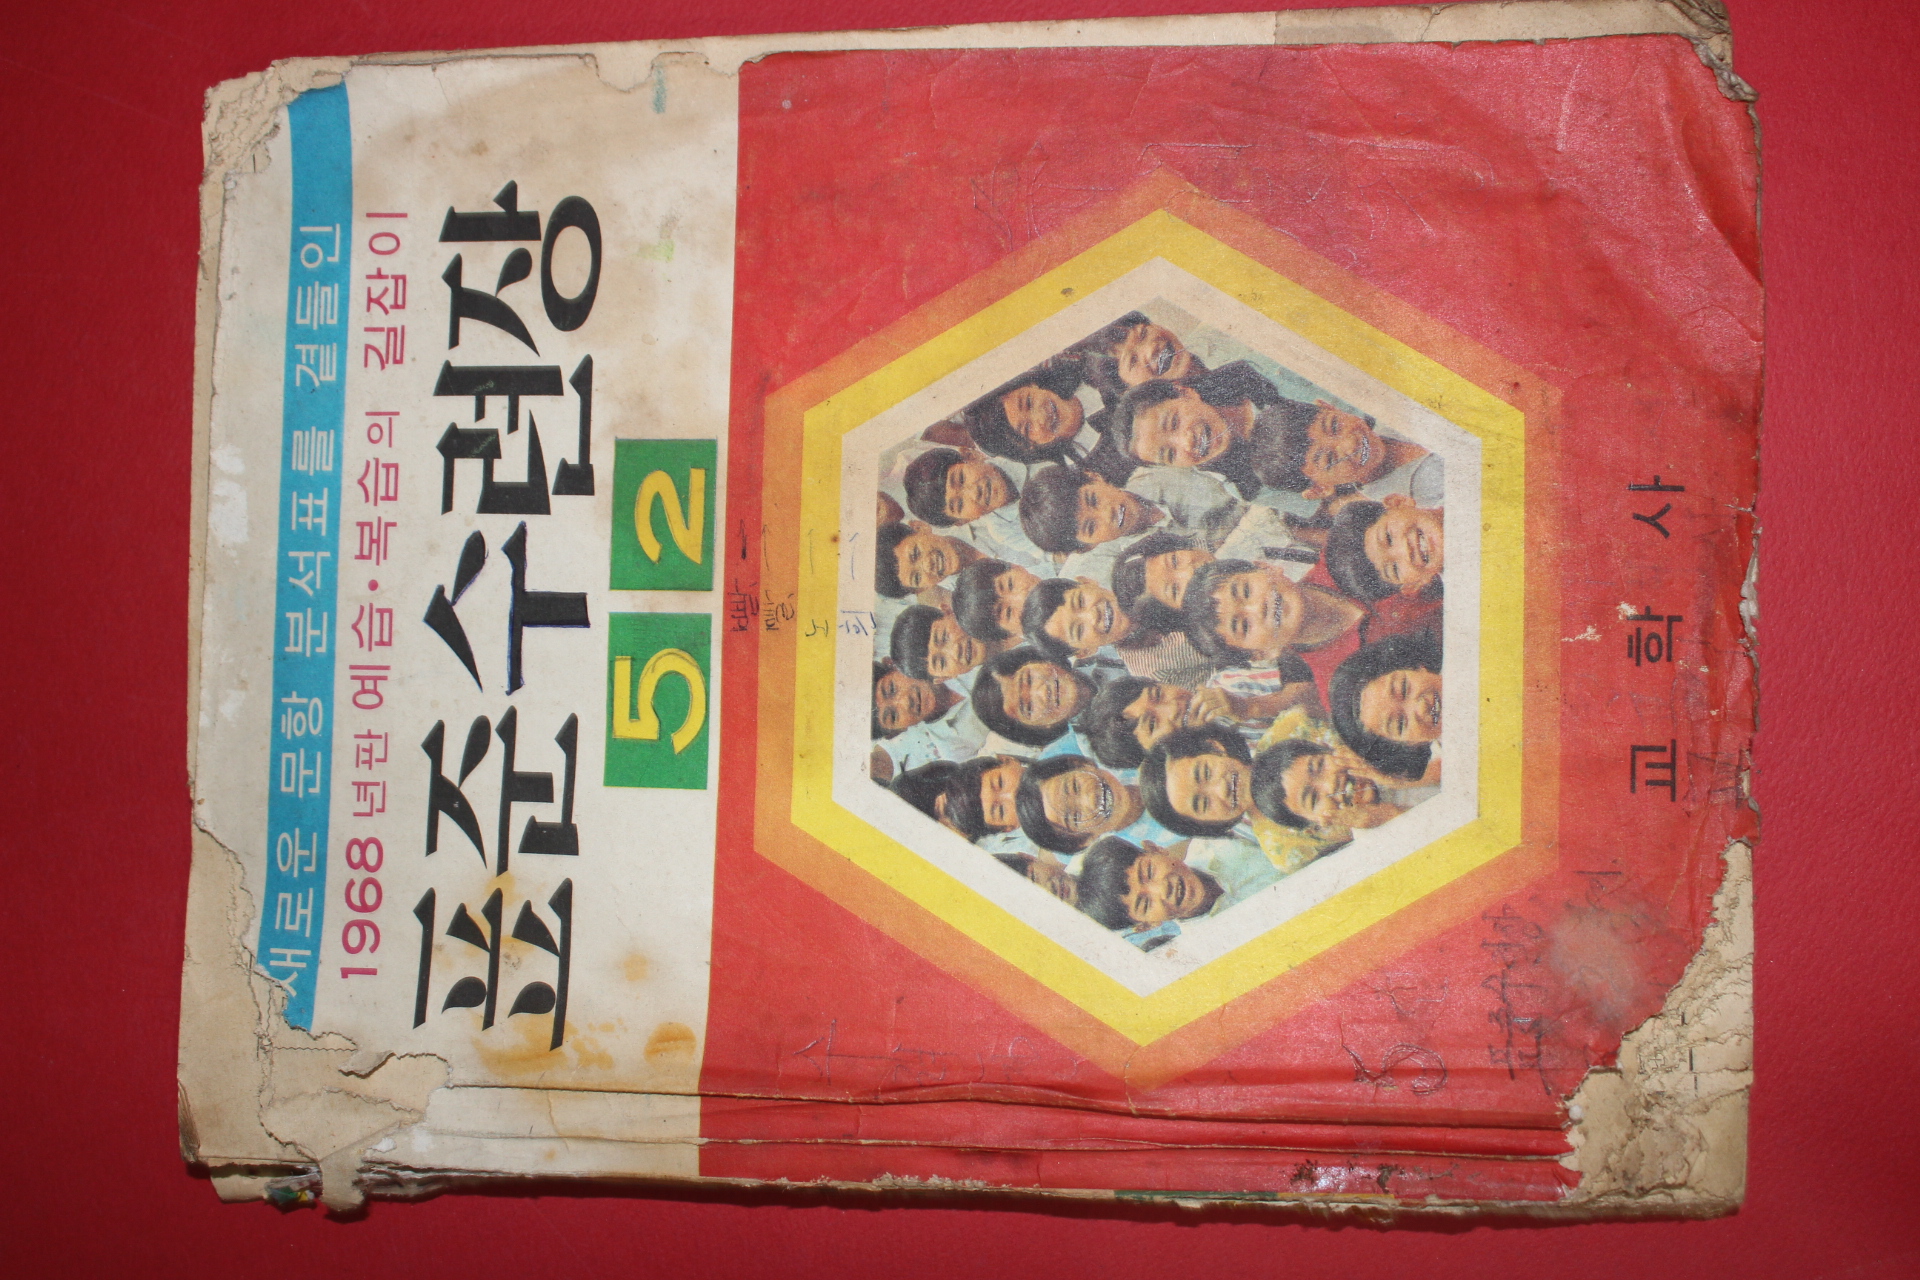 새로운 문항 분석표를 곁들인
1968 년판 예습·복습의 길잡이
표준수련장
5 2
교학사